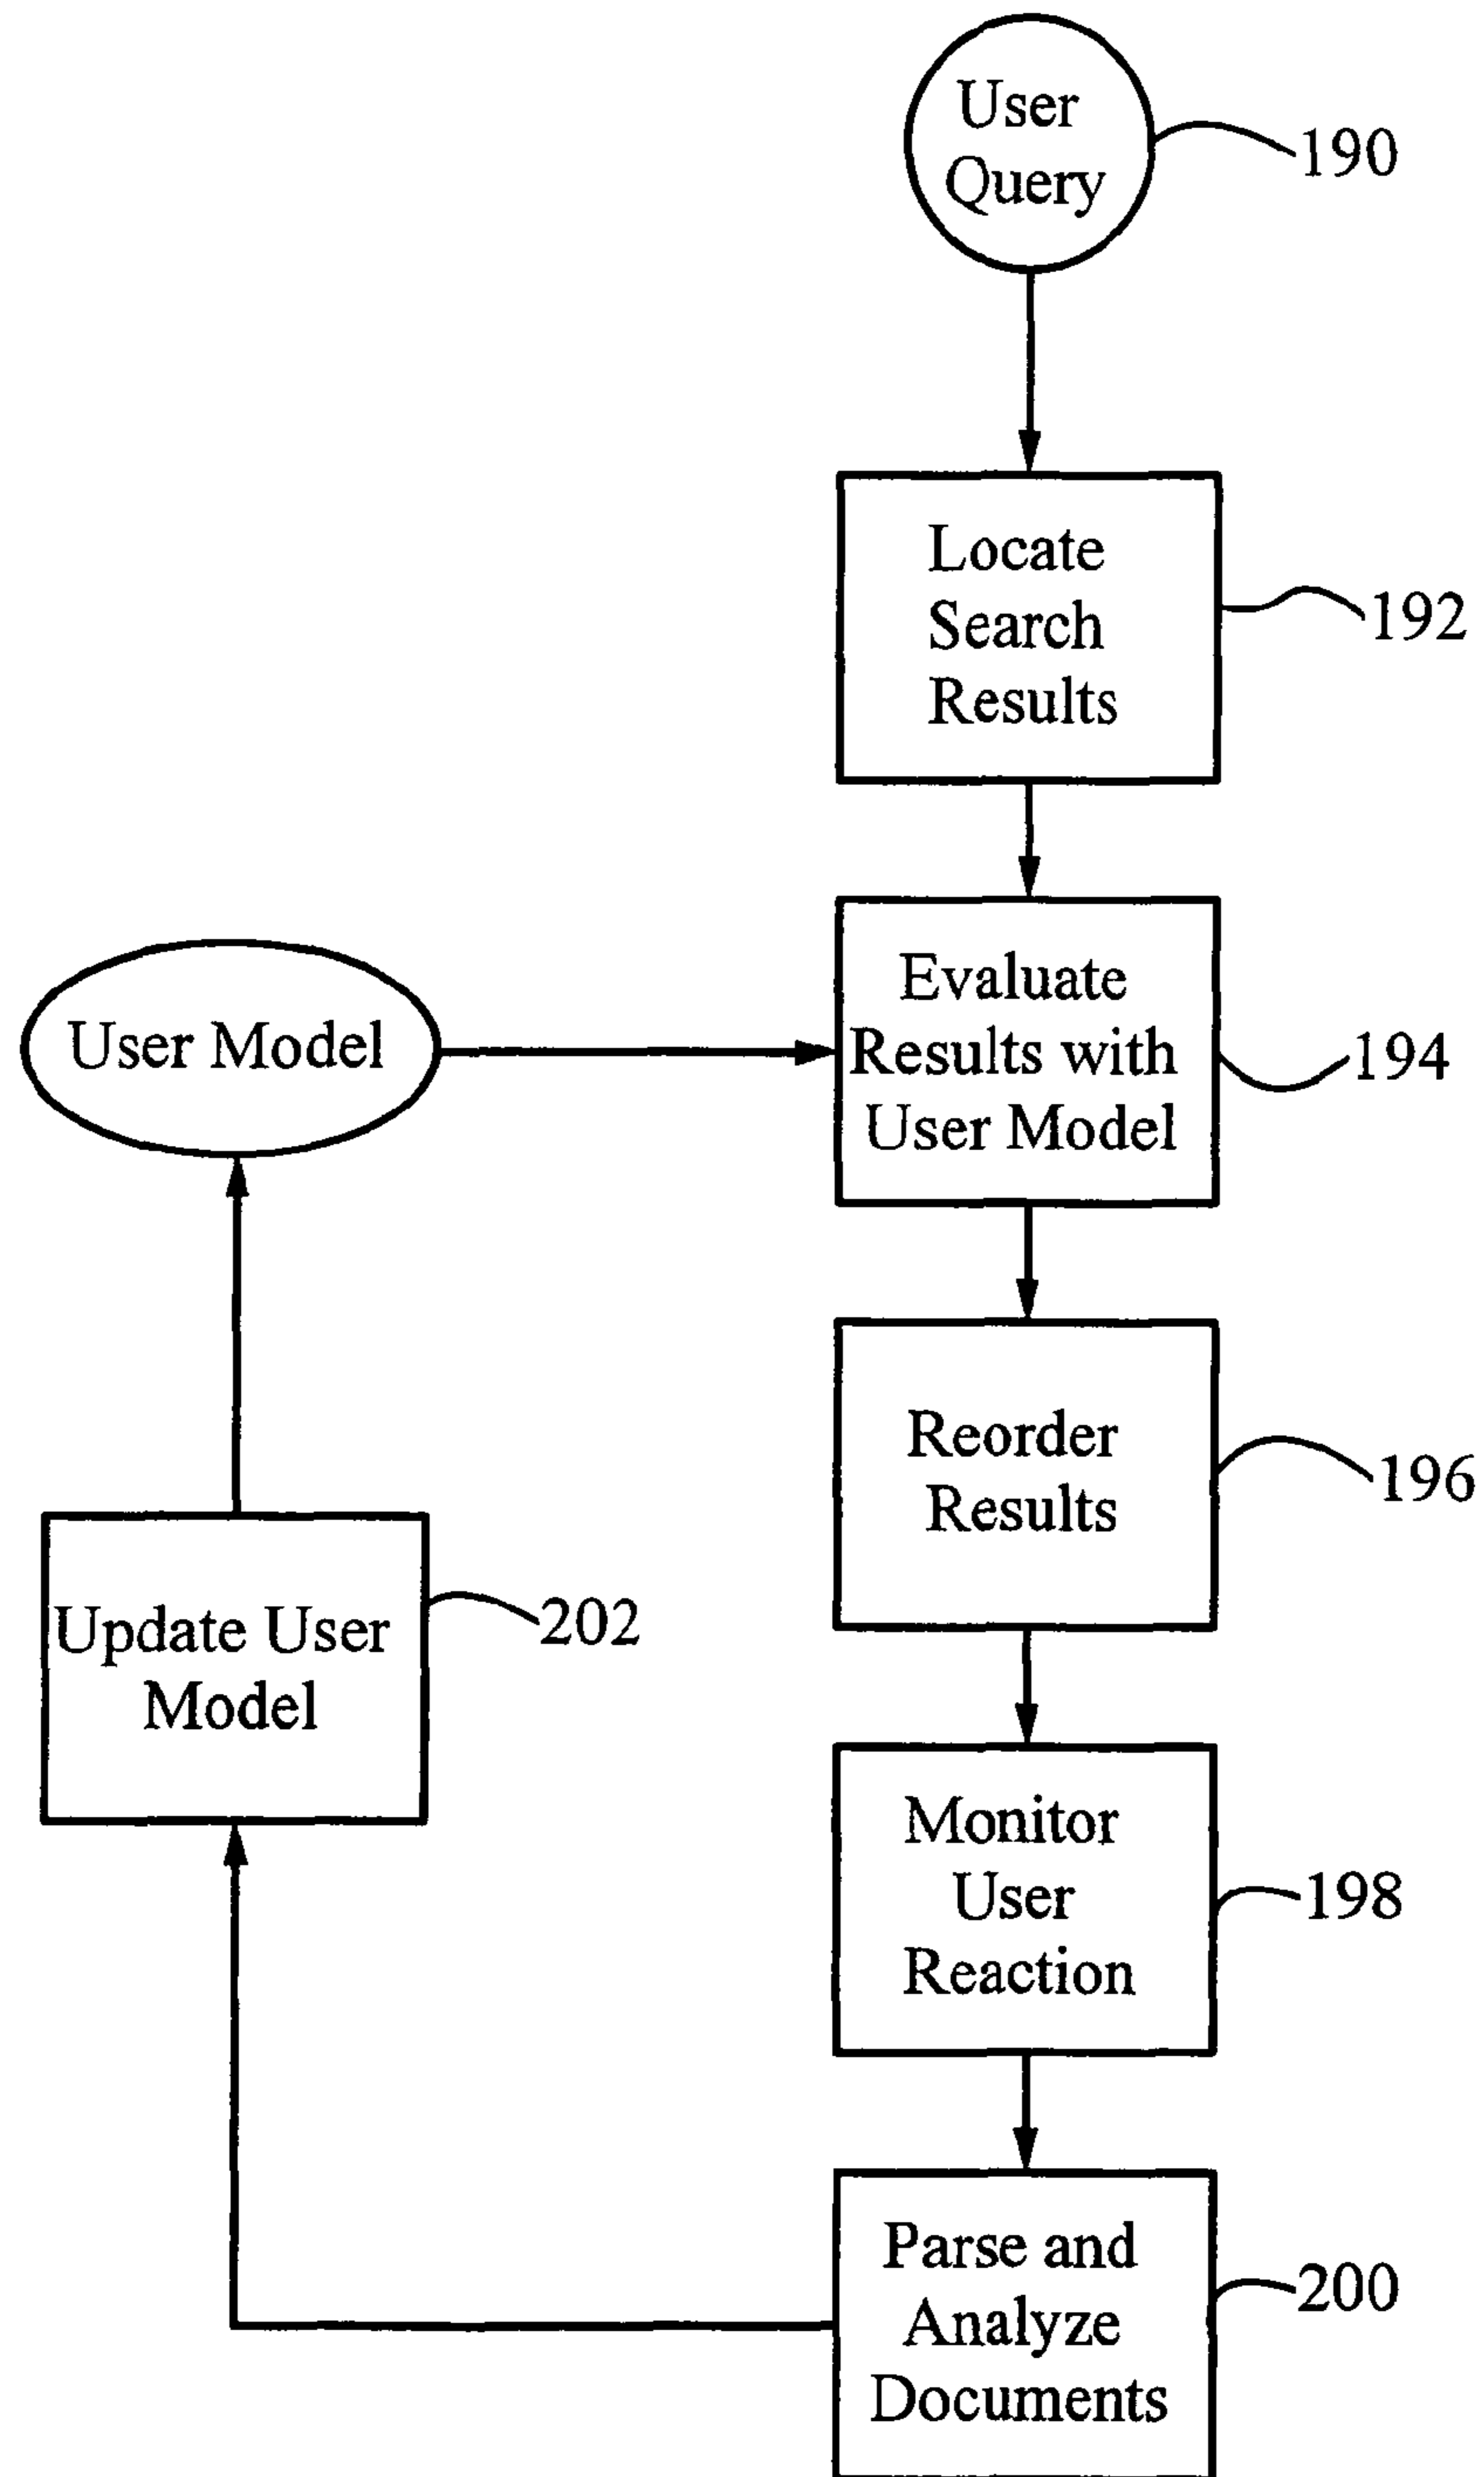 User
Query
190
Locate
Search
Results
192
Evaluate
Results with
User Model
194
User Model
Reorder
Results
196
Update User
Model
202
Monitor
User
Reaction
198
Parse and
Analyze
Documents
200